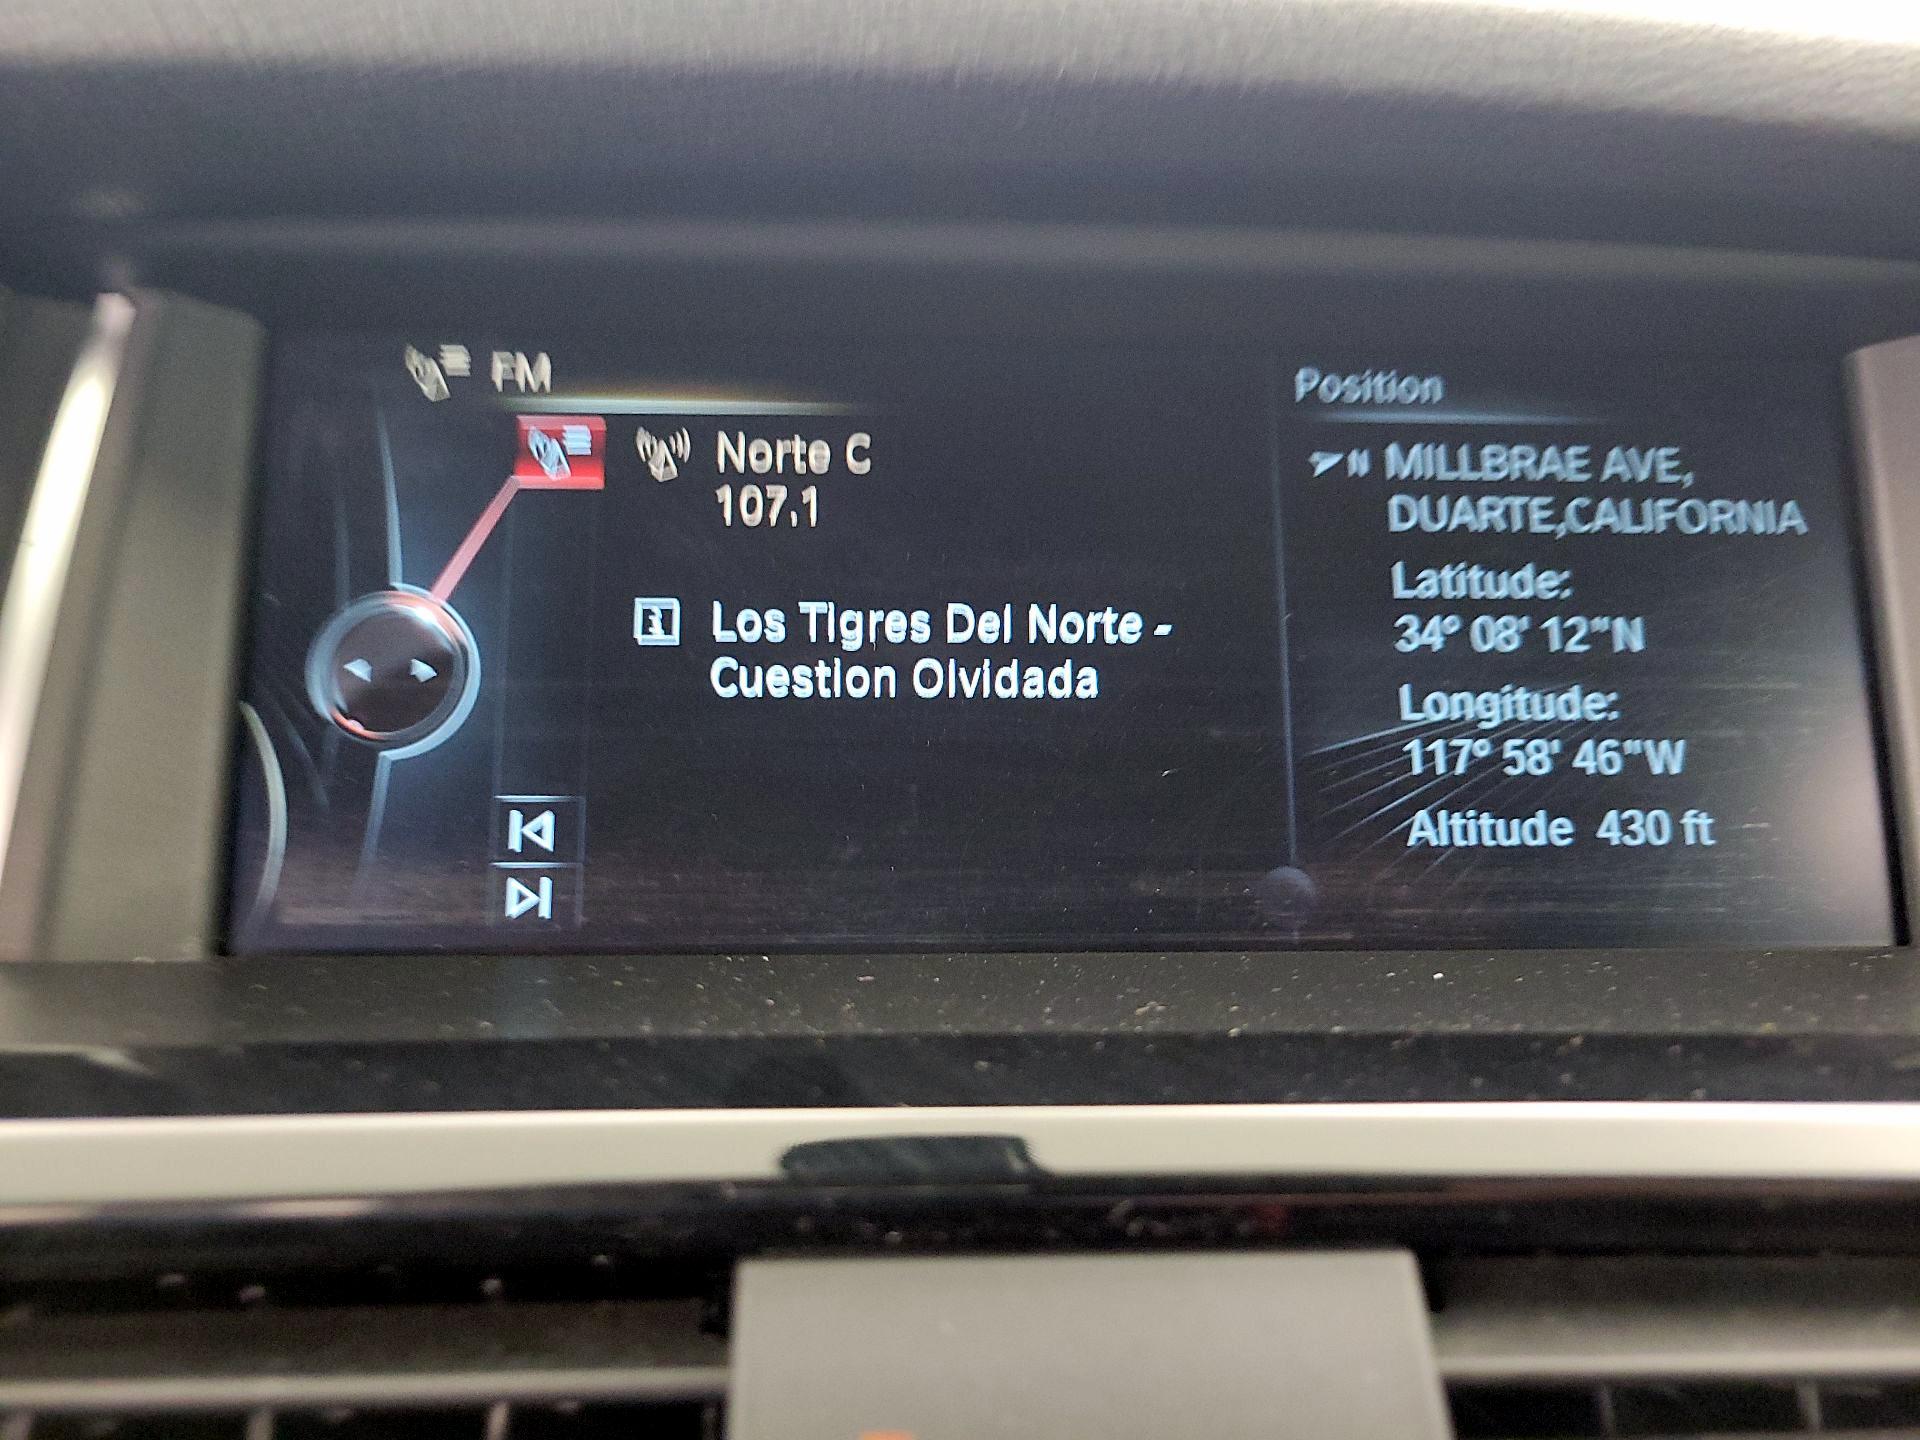 FM
Norte C
107.1
Los Tigres Del Norte -
Cuestion Olvidada
Position
N MILLBRAE AVE,
DUARTE,CALIFORNIA
Latitude:
34° 08' 12"N
Longitude:
117° 58' 46"W
Altitude 430 ft